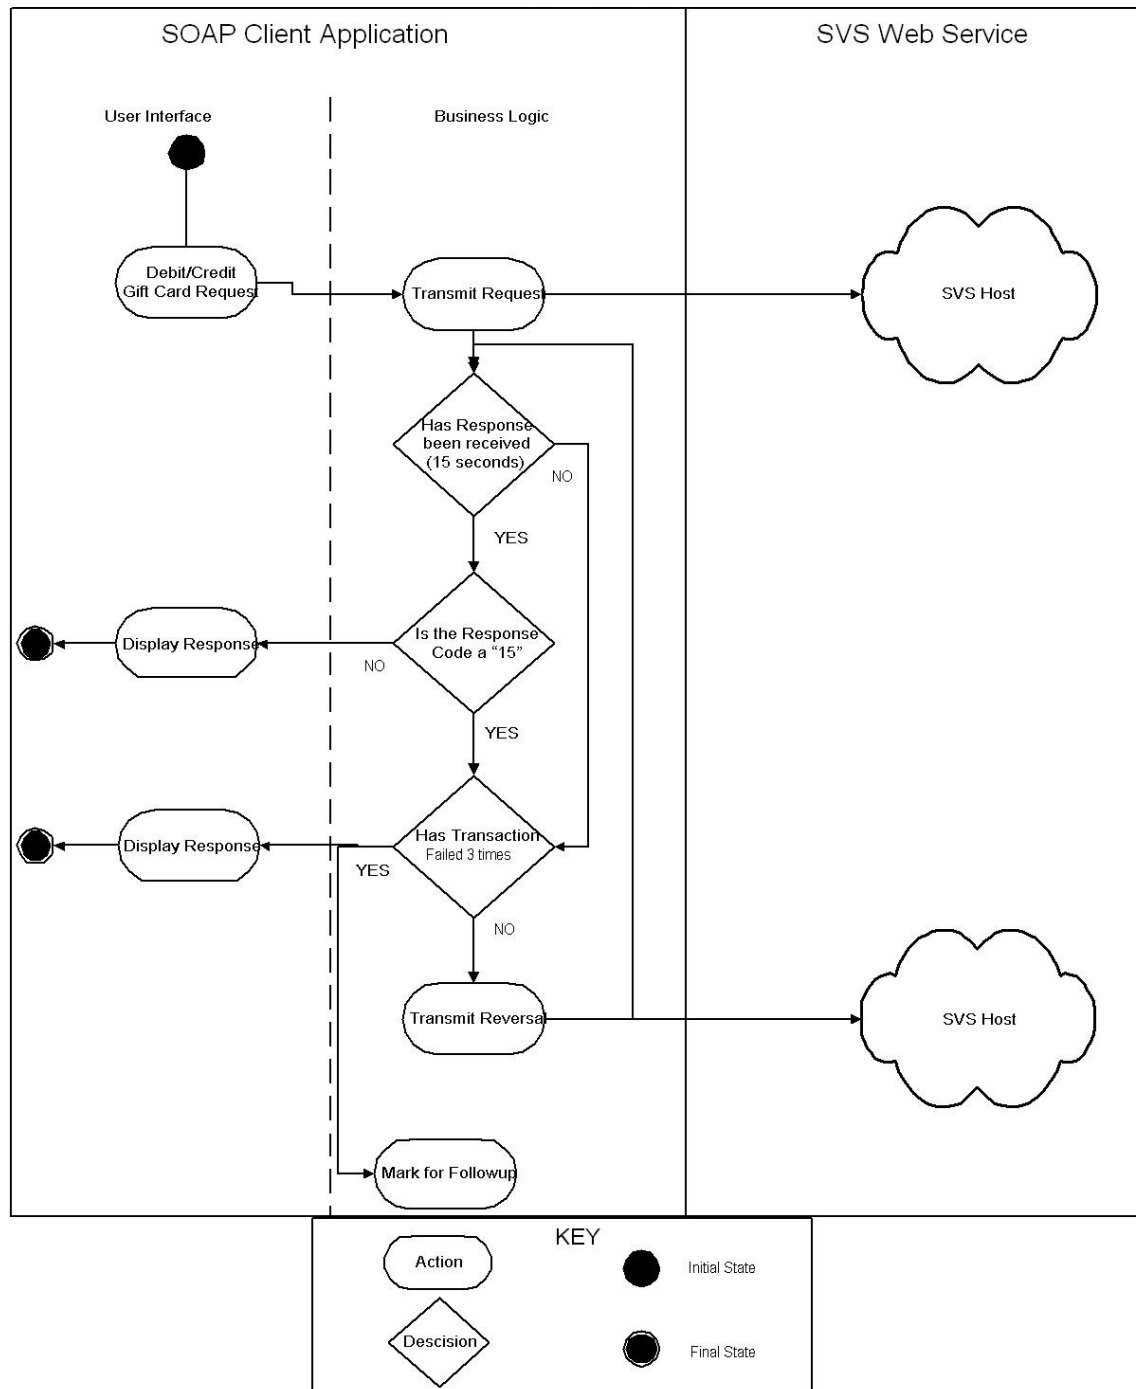 SOAP Client Application
SVS Web Service
User Interface
Business Logic
Debit/Credit
Gift Card Request
Transmit Request
SVS Host
Has Response
been received
(15 seconds)
NO
YES
Is the Response
Code a “15”
NO
Display Response
YES
Has Transaction
Failed 3 times
YES
Display Response
NO
Transmit Reversal
SVS Host
Mark for Followup
KEY
Action
Initial State
Descision
Final State